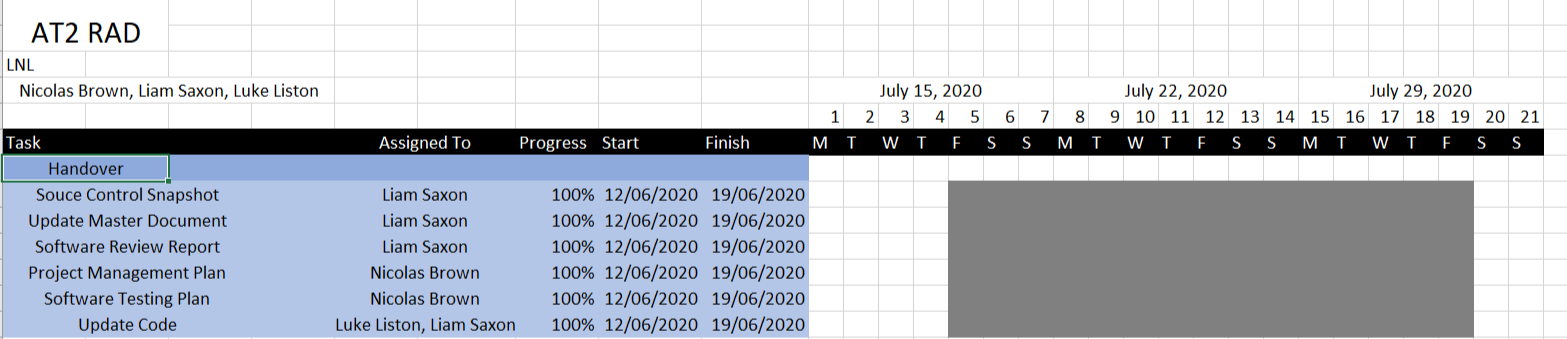 AT2 RAD
LNL
Nicolas Brown, Liam Saxon, Luke Liston July 15, 2020 July 22, 2020 July 29, 2020
1 2 3 4 5 6 7 8 9 10 11 12 13 14 15 16 17 18 19 20 21
Task Assigned To Progress Start Finish M T W T F S S M T W T F S S M T W T F S S
Handover
Souce Control Snapshot Liam Saxon 100% 12/06/2020 19/06/2020
Update Master Document Liam Saxon 100% 12/06/2020 19/06/2020
Software Review Report Liam Saxon 100% 12/06/2020 19/06/2020
Project Management Plan Nicolas Brown 100% 12/06/2020 19/06/2020
Software Testing Plan Nicolas Brown 100% 12/06/2020 19/06/2020
Update Code Luke Liston, Liam Saxon 100% 12/06/2020 19/06/2020